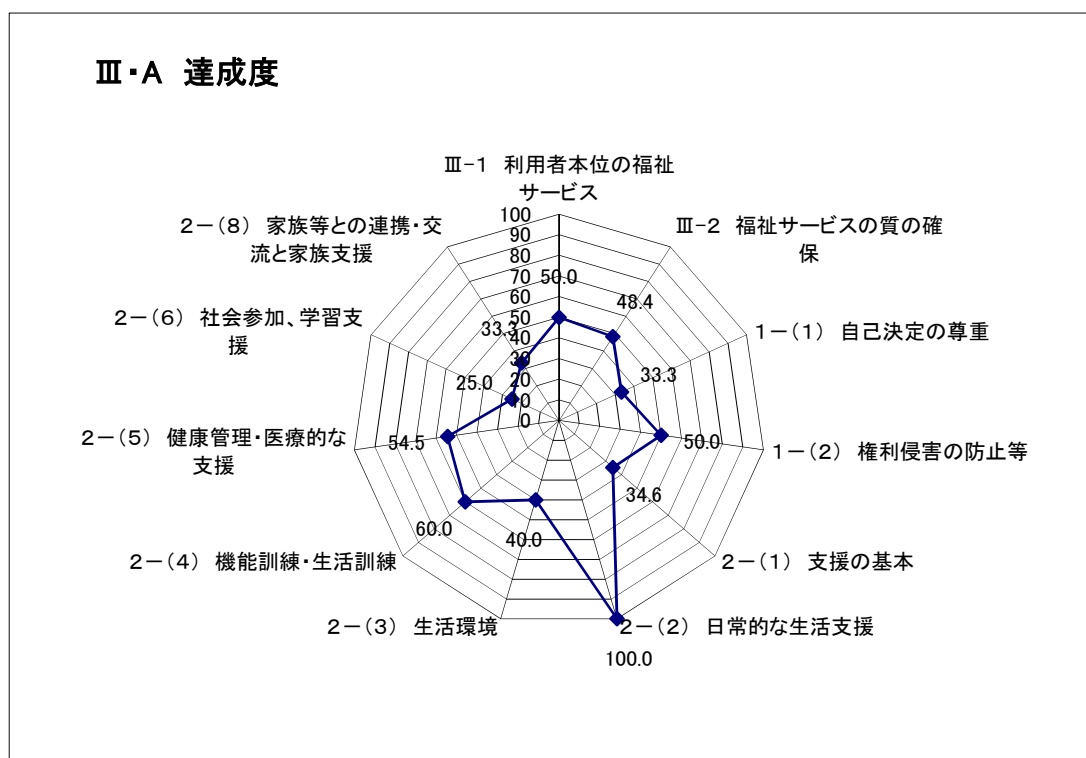 Ⅲ・A 達成度
Ⅲ-1 利用者本位の福祉
サービス
Ⅲ-2 福祉サービスの質の確
保
1-(1) 自己決定の尊重
1-(2) 権利侵害の防止等
2-(1) 支援の基本
2-(2) 日常的な生活支援
2-(3) 生活環境
2-(4) 機能訓練・生活訓練
2-(5) 健康管理・医療的な
支援
2-(6) 社会参加、学習支
援
2-(8) 家族等との連携・交
流と家族支援
100
90
80
70
60
50
40
30
20
10
0
50.0
48.4
33.3
50.0
34.6
100.0
40.0
60.0
54.5
25.0
33.3